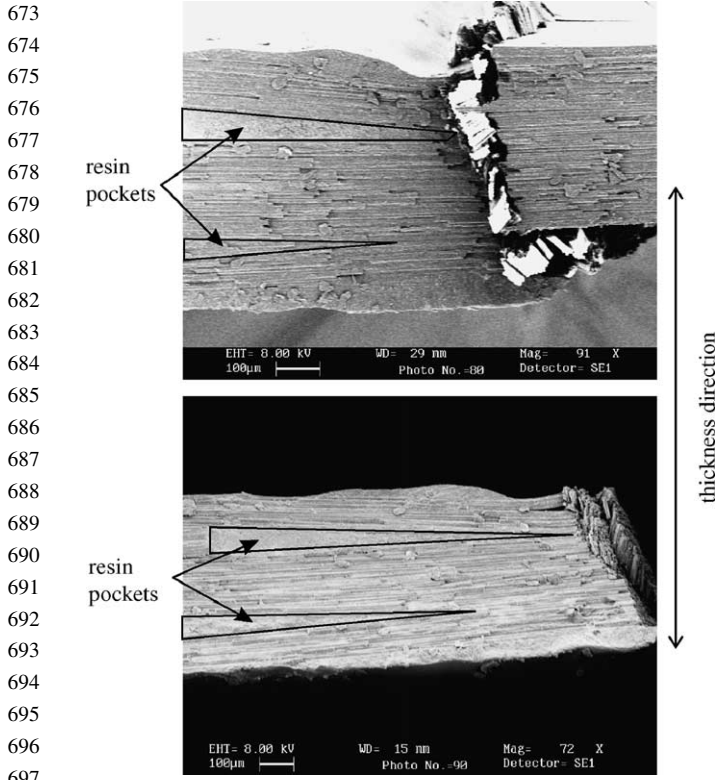 673
674
675
676
677
678
679
680
681
682
683
684
685
686
687
688
689
690
691
692
693
694
695
696
697
resin
pockets
EHT= 8.00 kV WD= 29 mm Mag= 91 X
100µm Photo No.=80 Detector= SE1
thickness direction
resin
pockets
EHT= 8.00 kV WD= 15 mm Mag= 72 X
100µm Photo No.=90 Detector= SE1